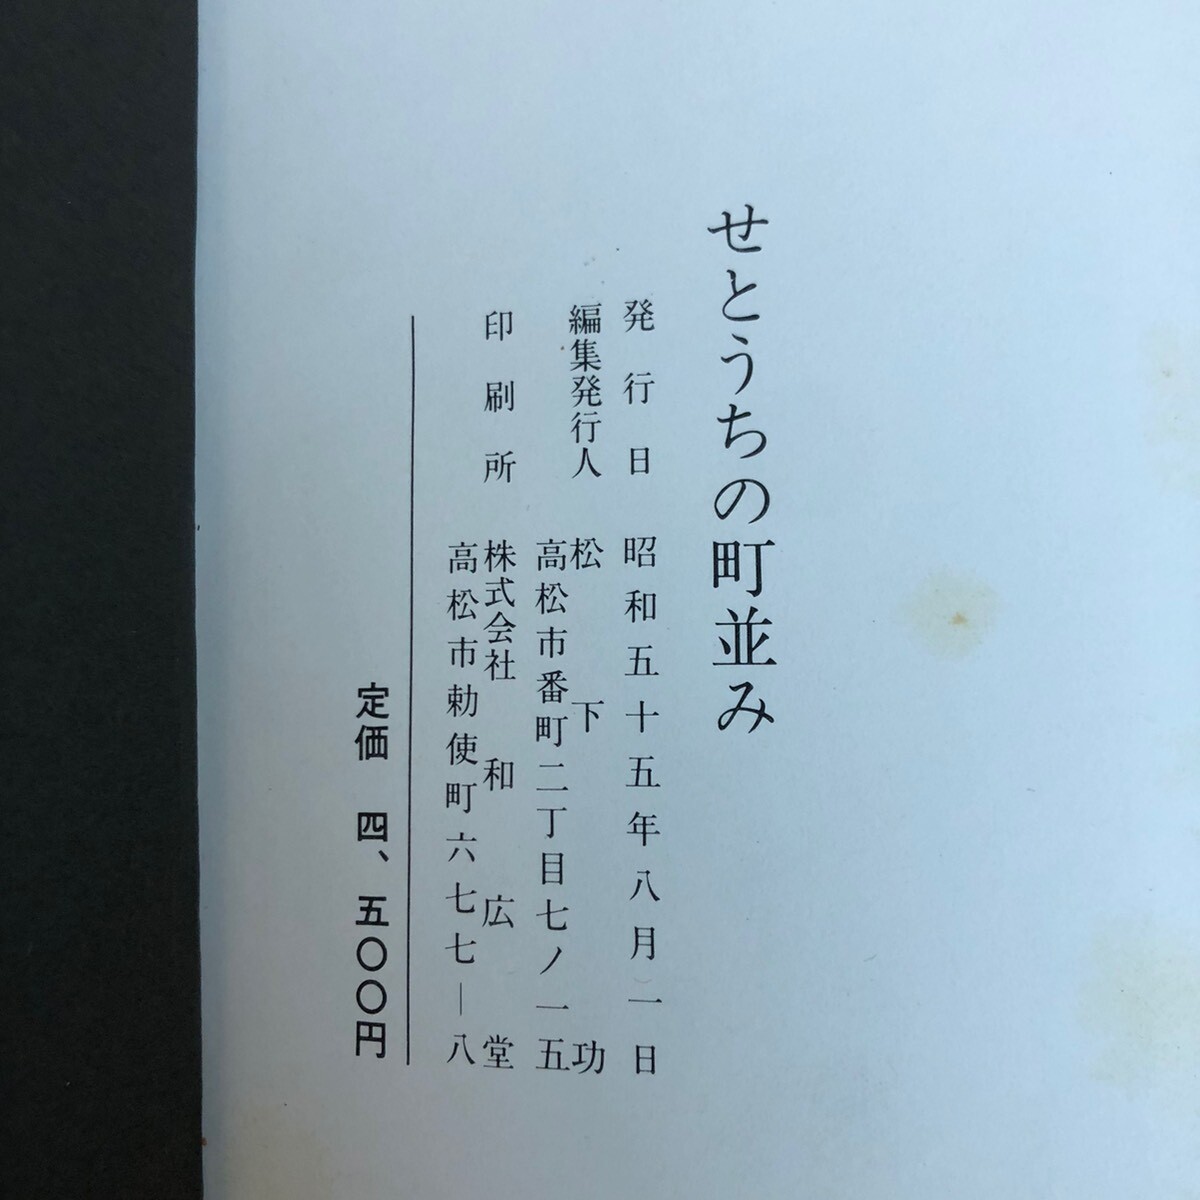 せとうちの町並み
発行日 昭和五十五年八月一日
編集発行人 松下功
高松市番町二丁目七ノ一五
印刷所 株式会社 和広堂
高松市勅使町六七七―八
定価 四、五〇〇円